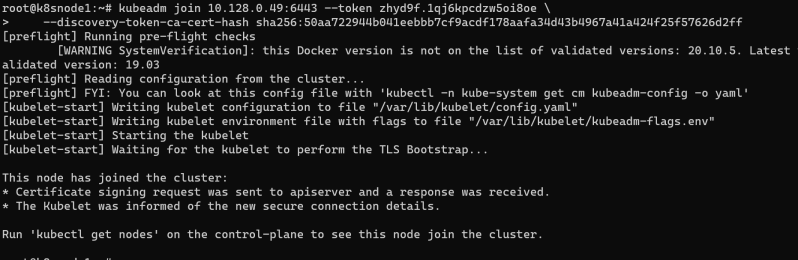 root@k8snode1:~# kubeadm join 10.128.0.49:6443 --token zhyd9f.1qj6kpcdzw5oi8oe \
>     --discovery-token-ca-cert-hash sha256:50aa722944b041eebbb7cf9acdf178aafa34d43b4967a41a424f25f57626d2ff
[preflight] Running pre-flight checks
        [WARNING SystemVerification]: this Docker version is not on the list of validated versions: 20.10.5. Latest v
alidated version: 19.03
[preflight] Reading configuration from the cluster...
[preflight] FYI: You can look at this config file with 'kubectl -n kube-system get cm kubeadm-config -o yaml'
[kubelet-start] Writing kubelet configuration to file "/var/lib/kubelet/config.yaml"
[kubelet-start] Writing kubelet environment file with flags to file "/var/lib/kubelet/kubeadm-flags.env"
[kubelet-start] Starting the kubelet
[kubelet-start] Waiting for the kubelet to perform the TLS Bootstrap...

This node has joined the cluster:
* Certificate signing request was sent to apiserver and a response was received.
* The Kubelet was informed of the new secure connection details.

Run 'kubectl get nodes' on the control-plane to see this node join the cluster.